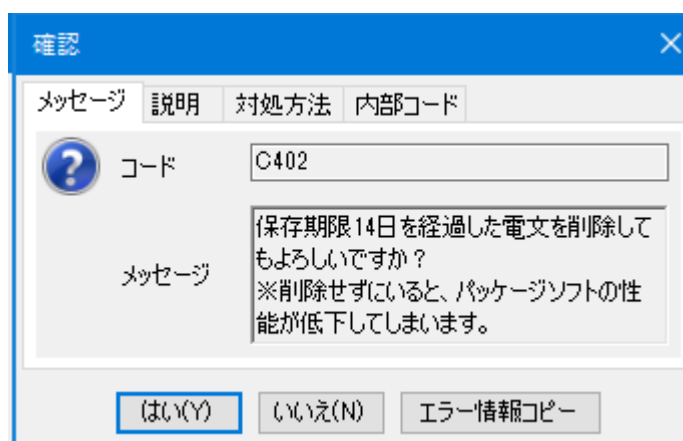 確認
メッセージ 説明 対処方法 内部コード
コード C402
メッセージ
保存期限14日を経過した電文を削除して
もよろしいですか?
※削除せずにいると、パッケージソフトの性
能が低下してしまいます。
はい(Y) いいえ(N) エラー情報コピー